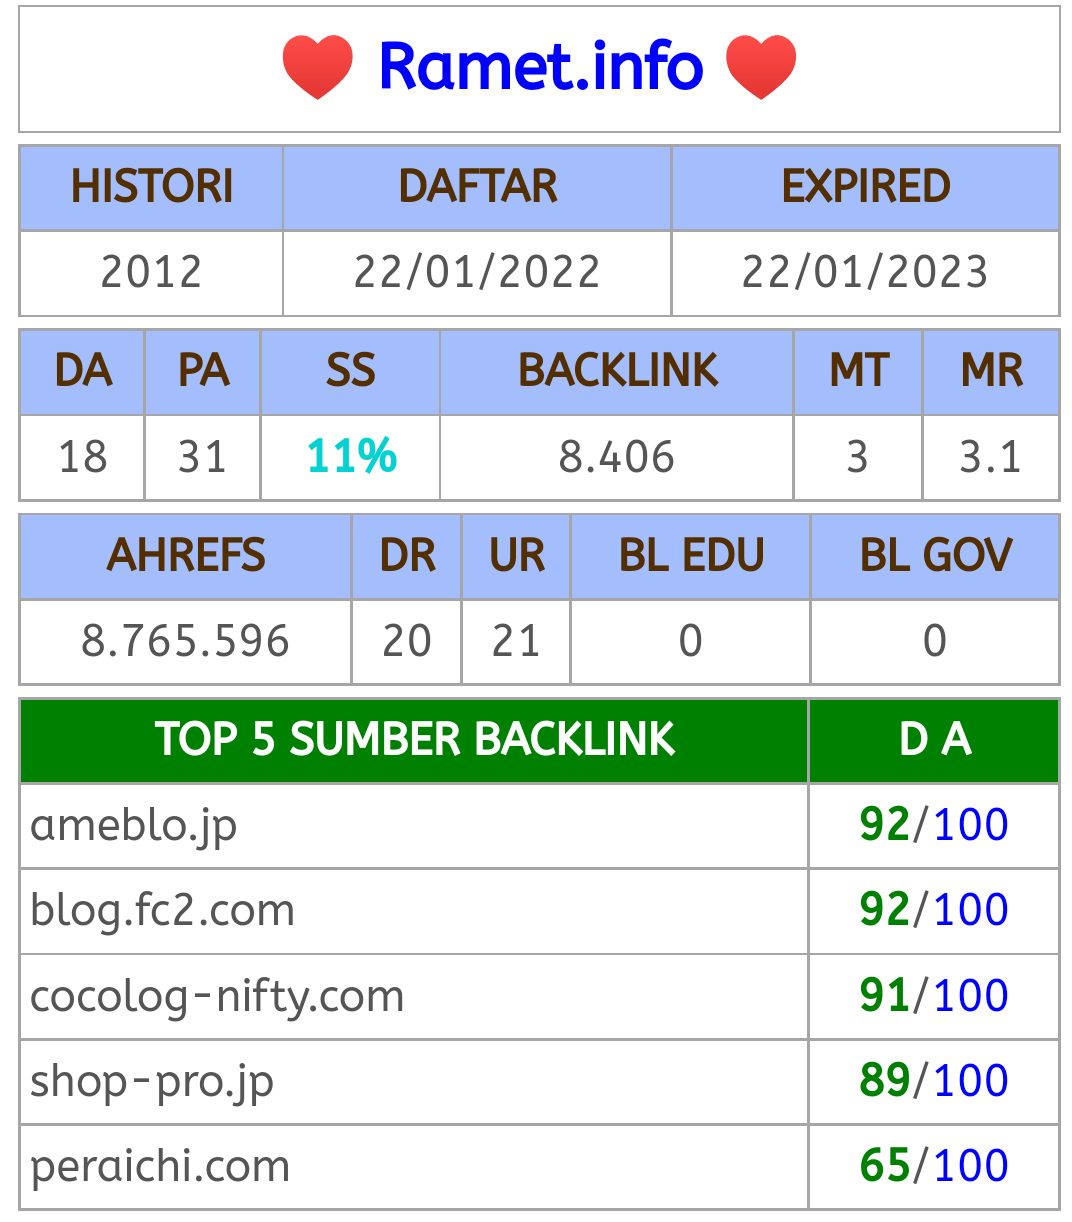 ❤ Ramet.info ❤
HISTORI DAFTAR EXPIRED
2012 22/01/2022 22/01/2023
DA PA SS BACKLINK MT MR
18 31 11% 8.406 3 3.1
AHREFS DR UR BL EDU BL GOV
8.765.596 20 21 0 0
TOP 5 SUMBER BACKLINK D A
ameblo.jp 92/100
blog.fc2.com 92/100
cocolog-nifty.com 91/100
shop-pro.jp 89/100
peraichi.com 65/100